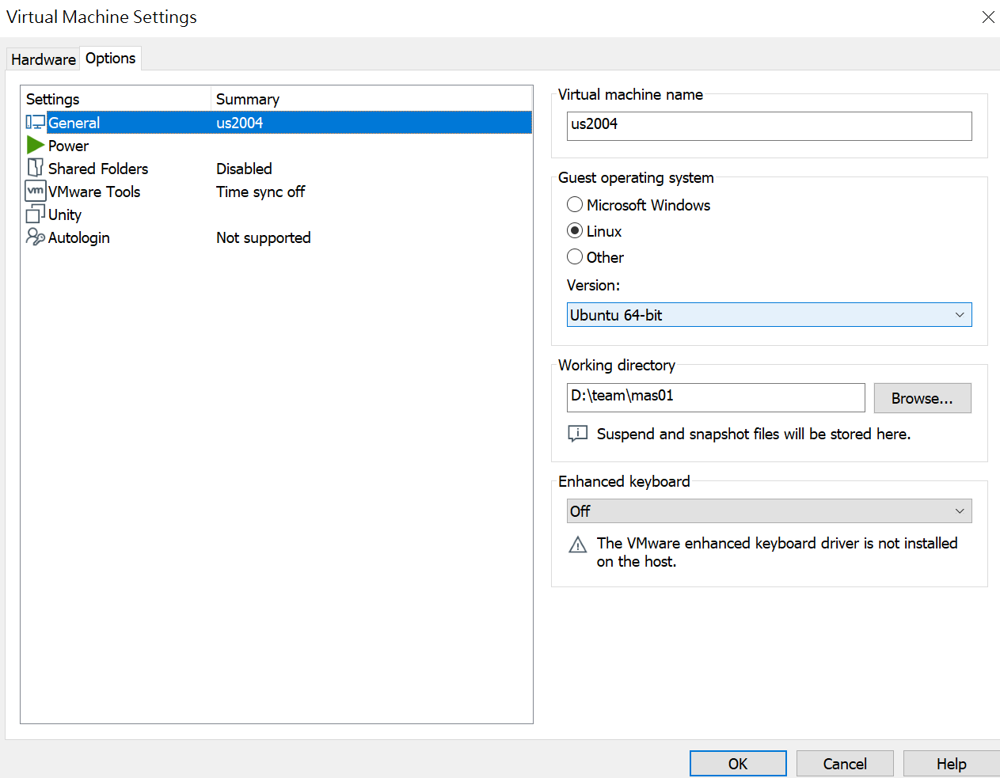 Virtual Machine Settings
Hardware Options
Settings Summary
General us2004
Power
Shared Folders Disabled
vm VMware Tools Time sync off
Unity
Autologin Not supported
Virtual machine name
us2004
Guest operating system
Microsoft Windows
Linux
Other
Version:
Ubuntu 64-bit
Working directory
D:\team\mas01 Browse...
Suspend and snapshot files will be stored here.
Enhanced keyboard
Off
The VMware enhanced keyboard driver is not installed
on the host.
OK Cancel Help